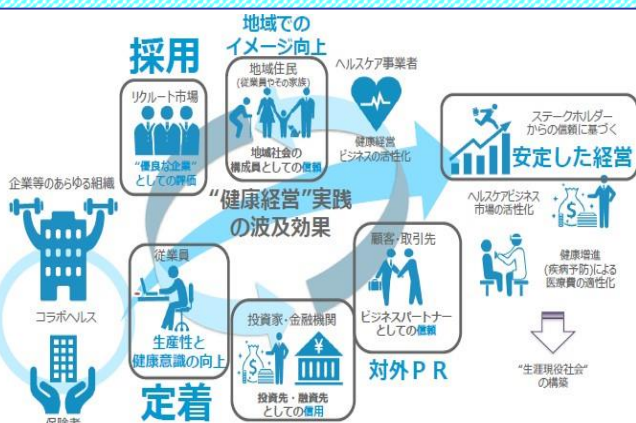 採用
リクルート市場
“優良な企業”
としての評価
地域での
イメージ向上
地域住民
(従業員やその家族)
地域社会の
構成員としての信頼
ヘルスケア事業者
健康経営
ビジネスの活性化
ステークホルダー
からの信頼に基づく
安定した経営
企業等のあらゆる組織
コラボヘルス
保険者
“健康経営”実践
の波及効果
従業員
生産性と
健康意識の向上
定着
投資家・金融機関
投資先・融資先
としての信用
顧客・取引先
ビジネスパートナー
としての信頼
対外PR
ヘルスケアビジネス
市場の活性化
健康増進
(疾病予防)による
医療費の適性化
“生涯現役社会”
の構築